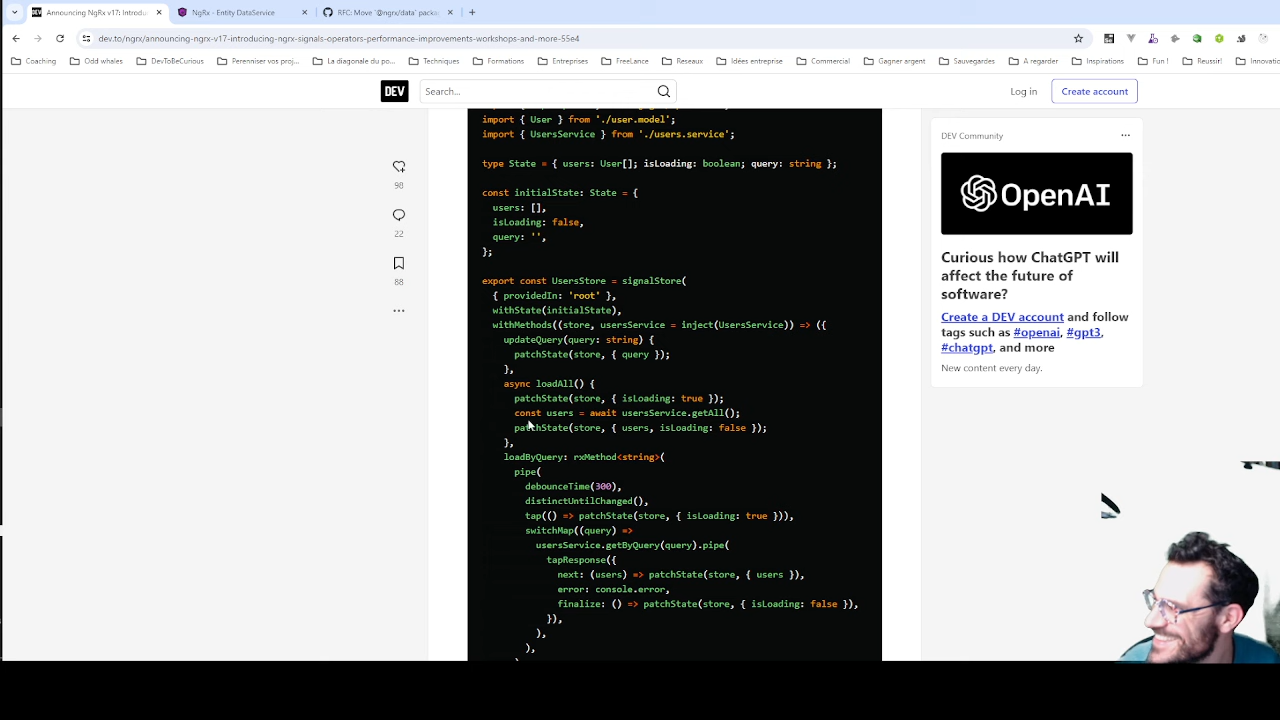 Announcing NgRx v17: Introduc
NgRx - Entity DataService
RFC: Move `@ngrx/data` packa
dev.to/ngrx/announcing-ngrx-v17-introducing-ngrx-signals-operators-performance-improvements-workshops-and-more-55e4
Coaching
Odd whales
DevToBeCurious
Perenniser vos proj...
La diagonale du po...
Techniques
Formations
Entreprises
FreeLance
Reseaux
Idées entreprise
Commercial
Gagner argent
Sauvegardes
A regarder
Inspirations
Fun !
Reussir!
Innovatio
DEV
Search...
Log in
Create account
import { User } from './user.model';
import { UsersService } from './users.service';
type State = { users: User[]; isLoading: boolean; query: string };
const initialState: State = {
users: [],
isLoading: false,
query: '',
};
export const UsersStore = signalStore(
{ providedIn: 'root' },
withState(initialState),
withMethods((store, usersService = inject(UsersService)) => ({
updateQuery(query: string) {
patchState(store, { query });
},
async loadAll() {
patchState(store, { isLoading: true });
const users = await usersService.getAll();
patchState(store, { users, isLoading: false });
},
loadByQuery: rxMethod<string>(
pipe(
debounceTime(300),
distinctUntilChanged(),
tap(() => patchState(store, { isLoading: true })),
switchMap((query) =>
usersService.getByQuery(query).pipe(
tapResponse({
next: (users) => patchState(store, { users }),
error: console.error,
finalize: () => patchState(store, { isLoading: false }),
}),
),
),
98
22
88
DEV Community
OpenAI
Curious how ChatGPT will
affect the future of
software?
Create a DEV account and follow
tags such as #openai, #gpt3,
#chatgpt, and more
New content every day.